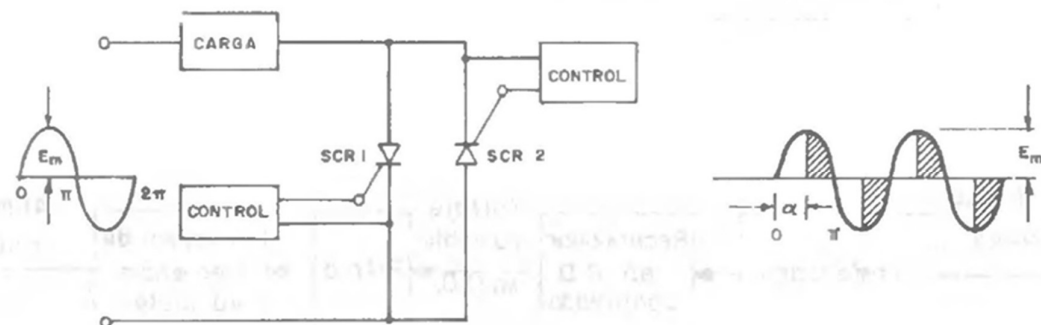 CARGA
CONTROL
SCR 1
SCR 2
CONTROL
Em
0
π
2π
Em
α
0
π